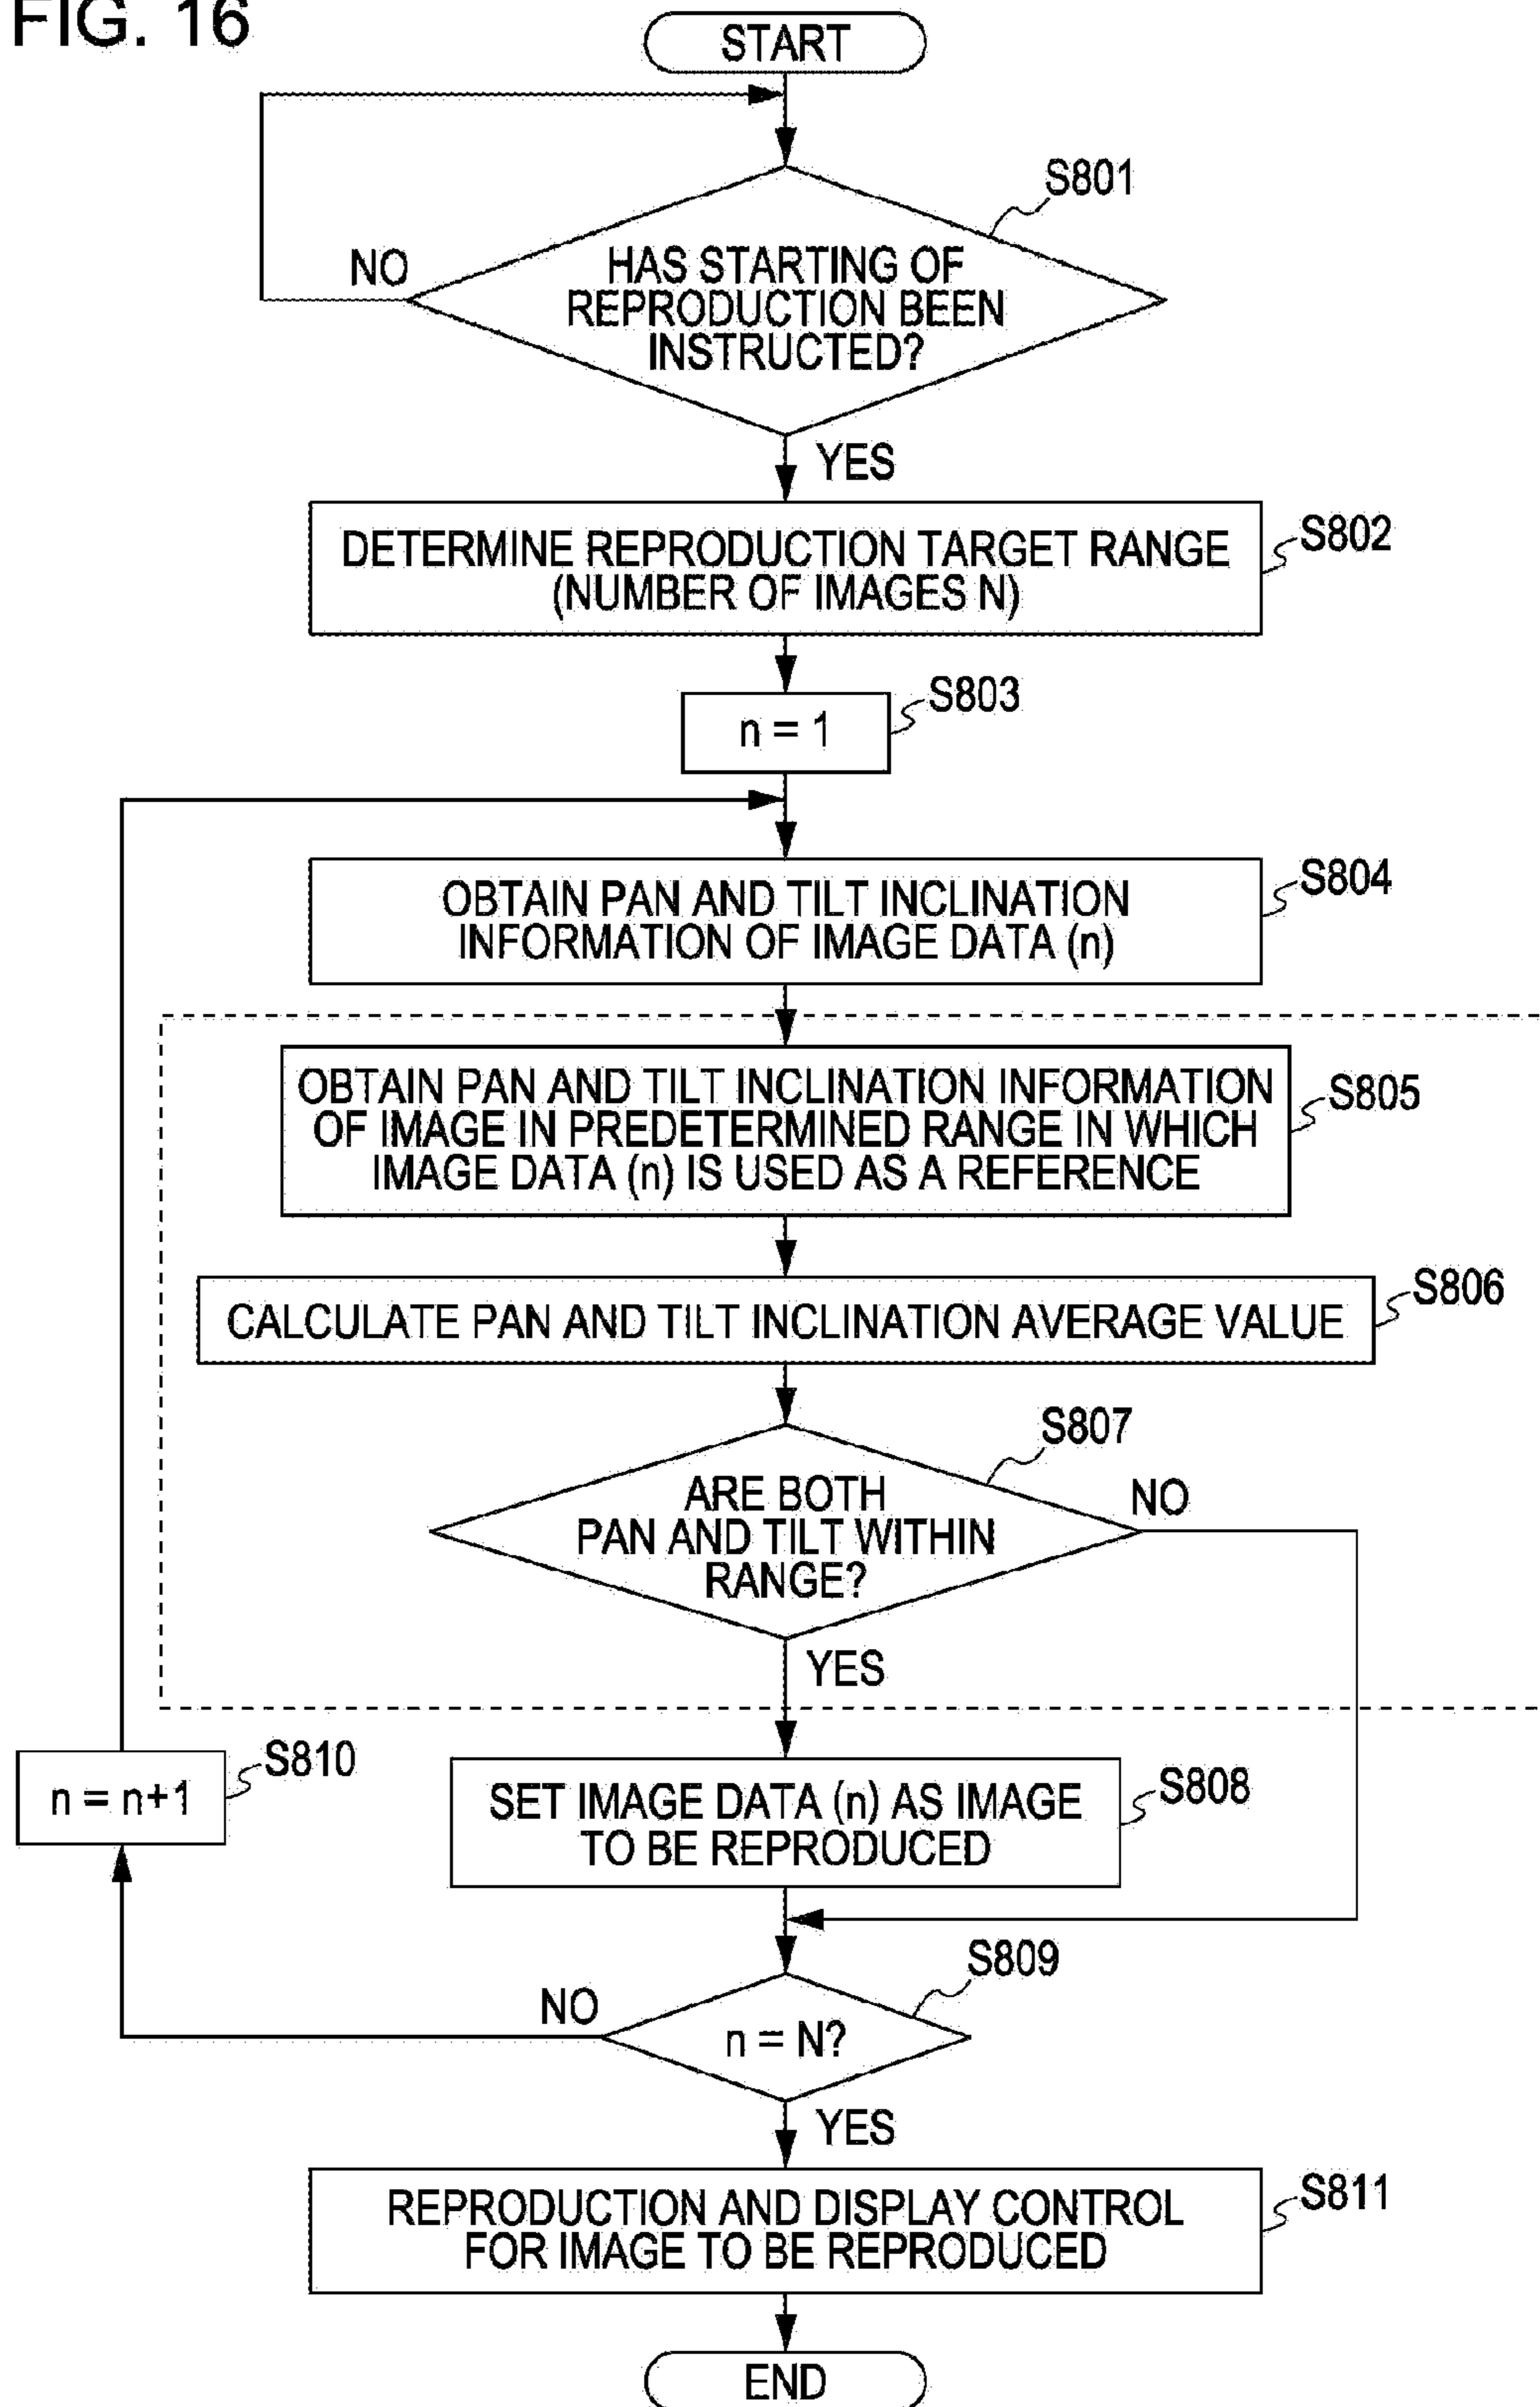 FIG. 16
START
S801
NO
HAS STARTING OF
REPRODUCTION BEEN
INSTRUCTED?
YES
DETERMINE REPRODUCTION TARGET RANGE
(NUMBER OF IMAGES N)
S802
S803
n = 1
OBTAIN PAN AND TILT INCLINATION
INFORMATION OF IMAGE DATA (n)
S804
OBTAIN PAN AND TILT INCLINATION INFORMATION
OF IMAGE IN PREDETERMINED RANGE IN WHICH
IMAGE DATA (n) IS USED AS A REFERENCE
S805
CALCULATE PAN AND TILT INCLINATION AVERAGE VALUE
S806
S807
ARE BOTH
PAN AND TILT WITHIN
RANGE?
NO
YES
n = n+1
S810
SET IMAGE DATA (n) AS IMAGE
TO BE REPRODUCED
S808
S809
NO
n = N?
YES
REPRODUCTION AND DISPLAY CONTROL
FOR IMAGE TO BE REPRODUCED
S811
END